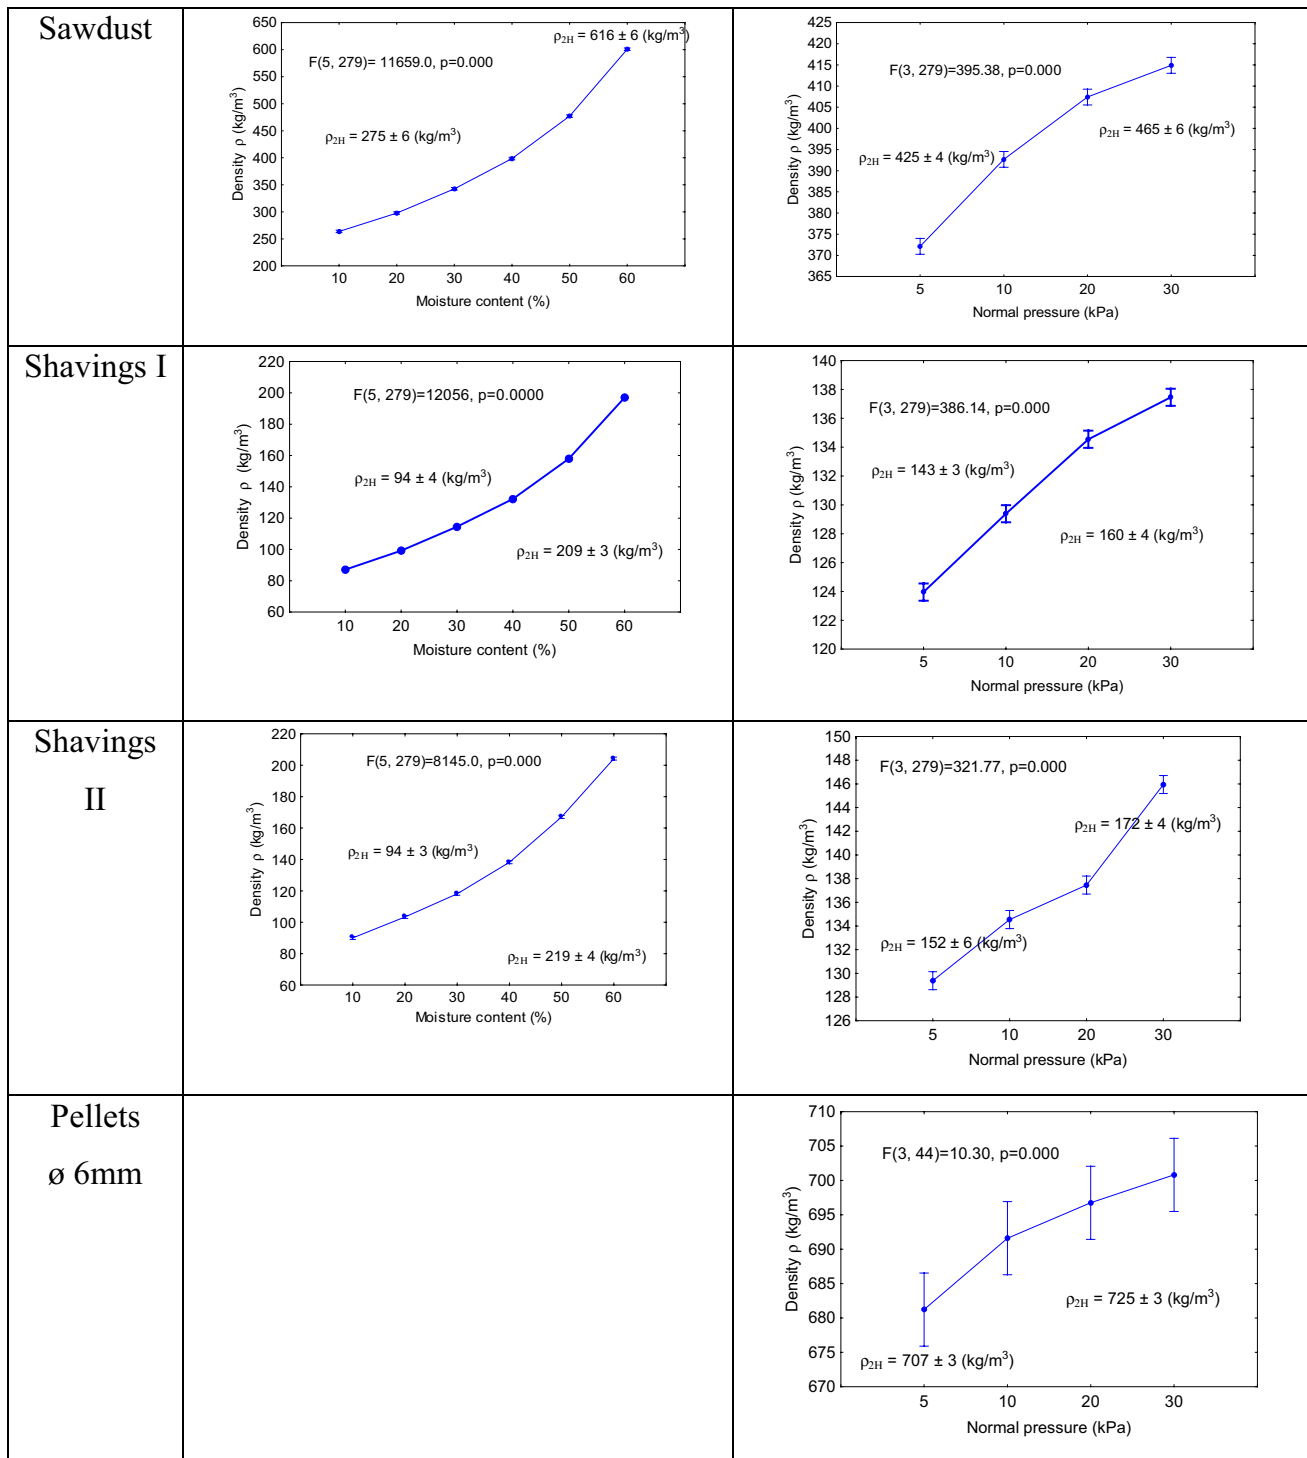 Sawdust
650
600
550
500
450
400
350
300
250
200
Density ρ (kg/m³)
F(5, 279)= 11659.0, p=0.000
ρ2H = 616 ± 6 (kg/m³)
ρ2H = 275 ± 6 (kg/m³)
10 20 30 40 50 60
Moisture content (%)
425
420
415
410
405
400
395
390
385
380
375
370
365
Density ρ (kg/m³)
F(3, 279)=395.38, p=0.000
ρ2H = 425 ± 4 (kg/m³)
ρ2H = 465 ± 6 (kg/m³)
5 10 20 30
Normal pressure (kPa)
Shavings I
220
200
180
160
140
120
100
80
60
Density ρ (kg/m³)
F(5, 279)=12056, p=0.0000
ρ2H = 94 ± 4 (kg/m³)
ρ2H = 209 ± 3 (kg/m³)
10 20 30 40 50 60
Moisture content (%)
140
138
136
134
132
130
128
126
124
122
120
Density ρ (kg/m³)
F(3, 279)=386.14, p=0.000
ρ2H = 143 ± 3 (kg/m³)
ρ2H = 160 ± 4 (kg/m³)
5 10 20 30
Normal pressure (kPa)
Shavings
II
220
200
180
160
140
120
100
80
60
Density ρ (kg/m³)
F(5, 279)=8145.0, p=0.000
ρ2H = 94 ± 3 (kg/m³)
ρ2H = 219 ± 4 (kg/m³)
10 20 30 40 50 60
Moisture content (%)
150
148
146
144
142
140
138
136
134
132
130
128
126
Density ρ (kg/m³)
F(3, 279)=321.77, p=0.000
ρ2H = 172 ± 4 (kg/m³)
ρ2H = 152 ± 6 (kg/m³)
5 10 20 30
Normal pressure (kPa)
Pellets
ø 6mm
710
705
700
695
690
685
680
675
670
Density ρ (kg/m³)
F(3, 44)=10.30, p=0.000
ρ2H = 725 ± 3 (kg/m³)
ρ2H = 707 ± 3 (kg/m³)
5 10 20 30
Normal pressure (kPa)